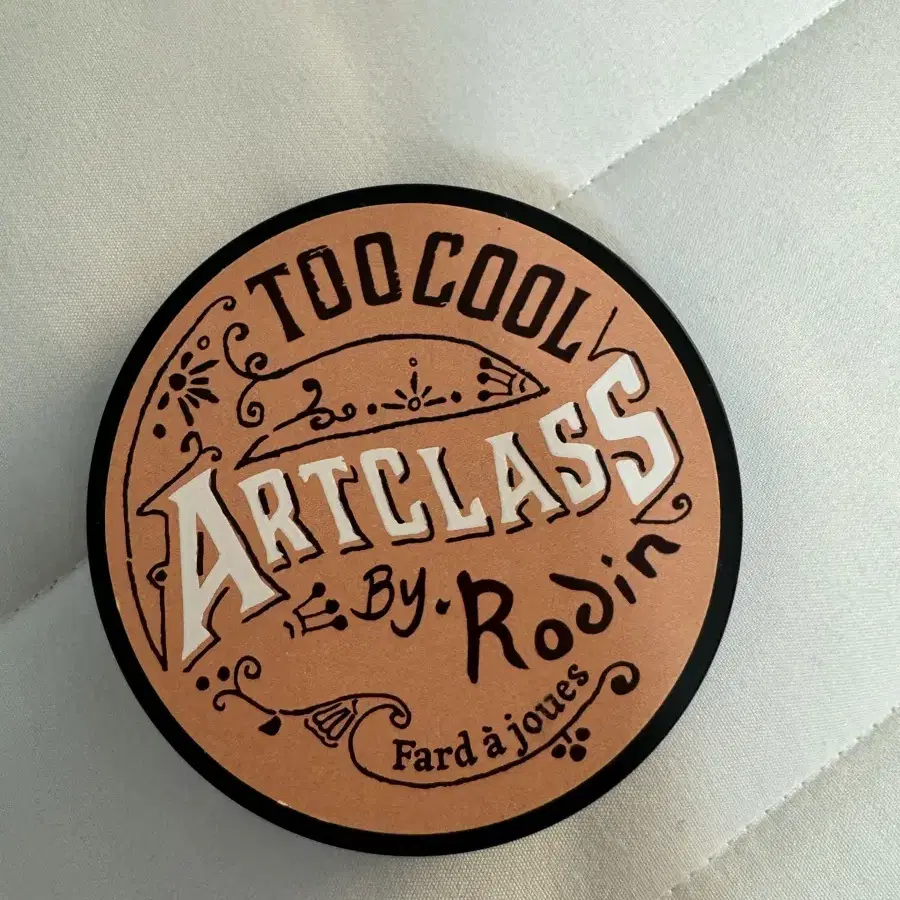 TOO COOL
ARTCLASS
By. Rodin
Fard à joues